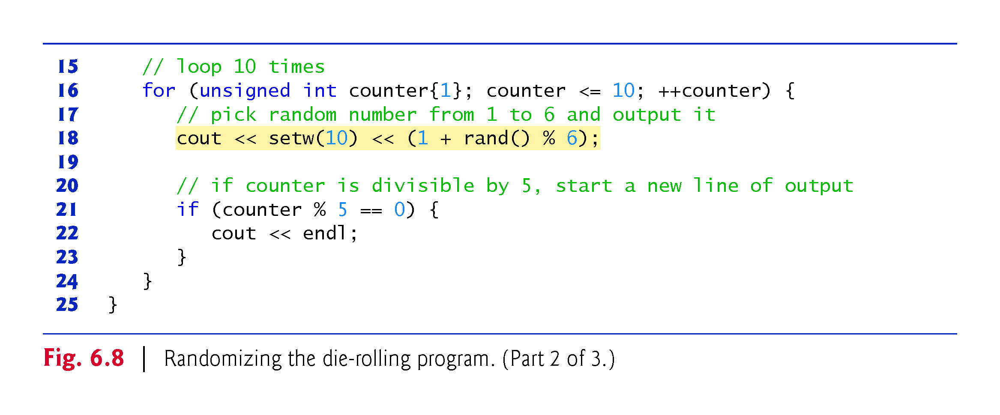 15 // loop 10 times
16 for (unsigned int counter{1}; counter <= 10; ++counter) {
17 // pick random number from 1 to 6 and output it
18 cout << setw(10) << (1 + rand() % 6);
19
20 // if counter is divisible by 5, start a new line of output
21 if (counter % 5 == 0) {
22 cout << endl;
23 }
24 }
25 }
Fig. 6.8 | Randomizing the die-rolling program. (Part 2 of 3.)